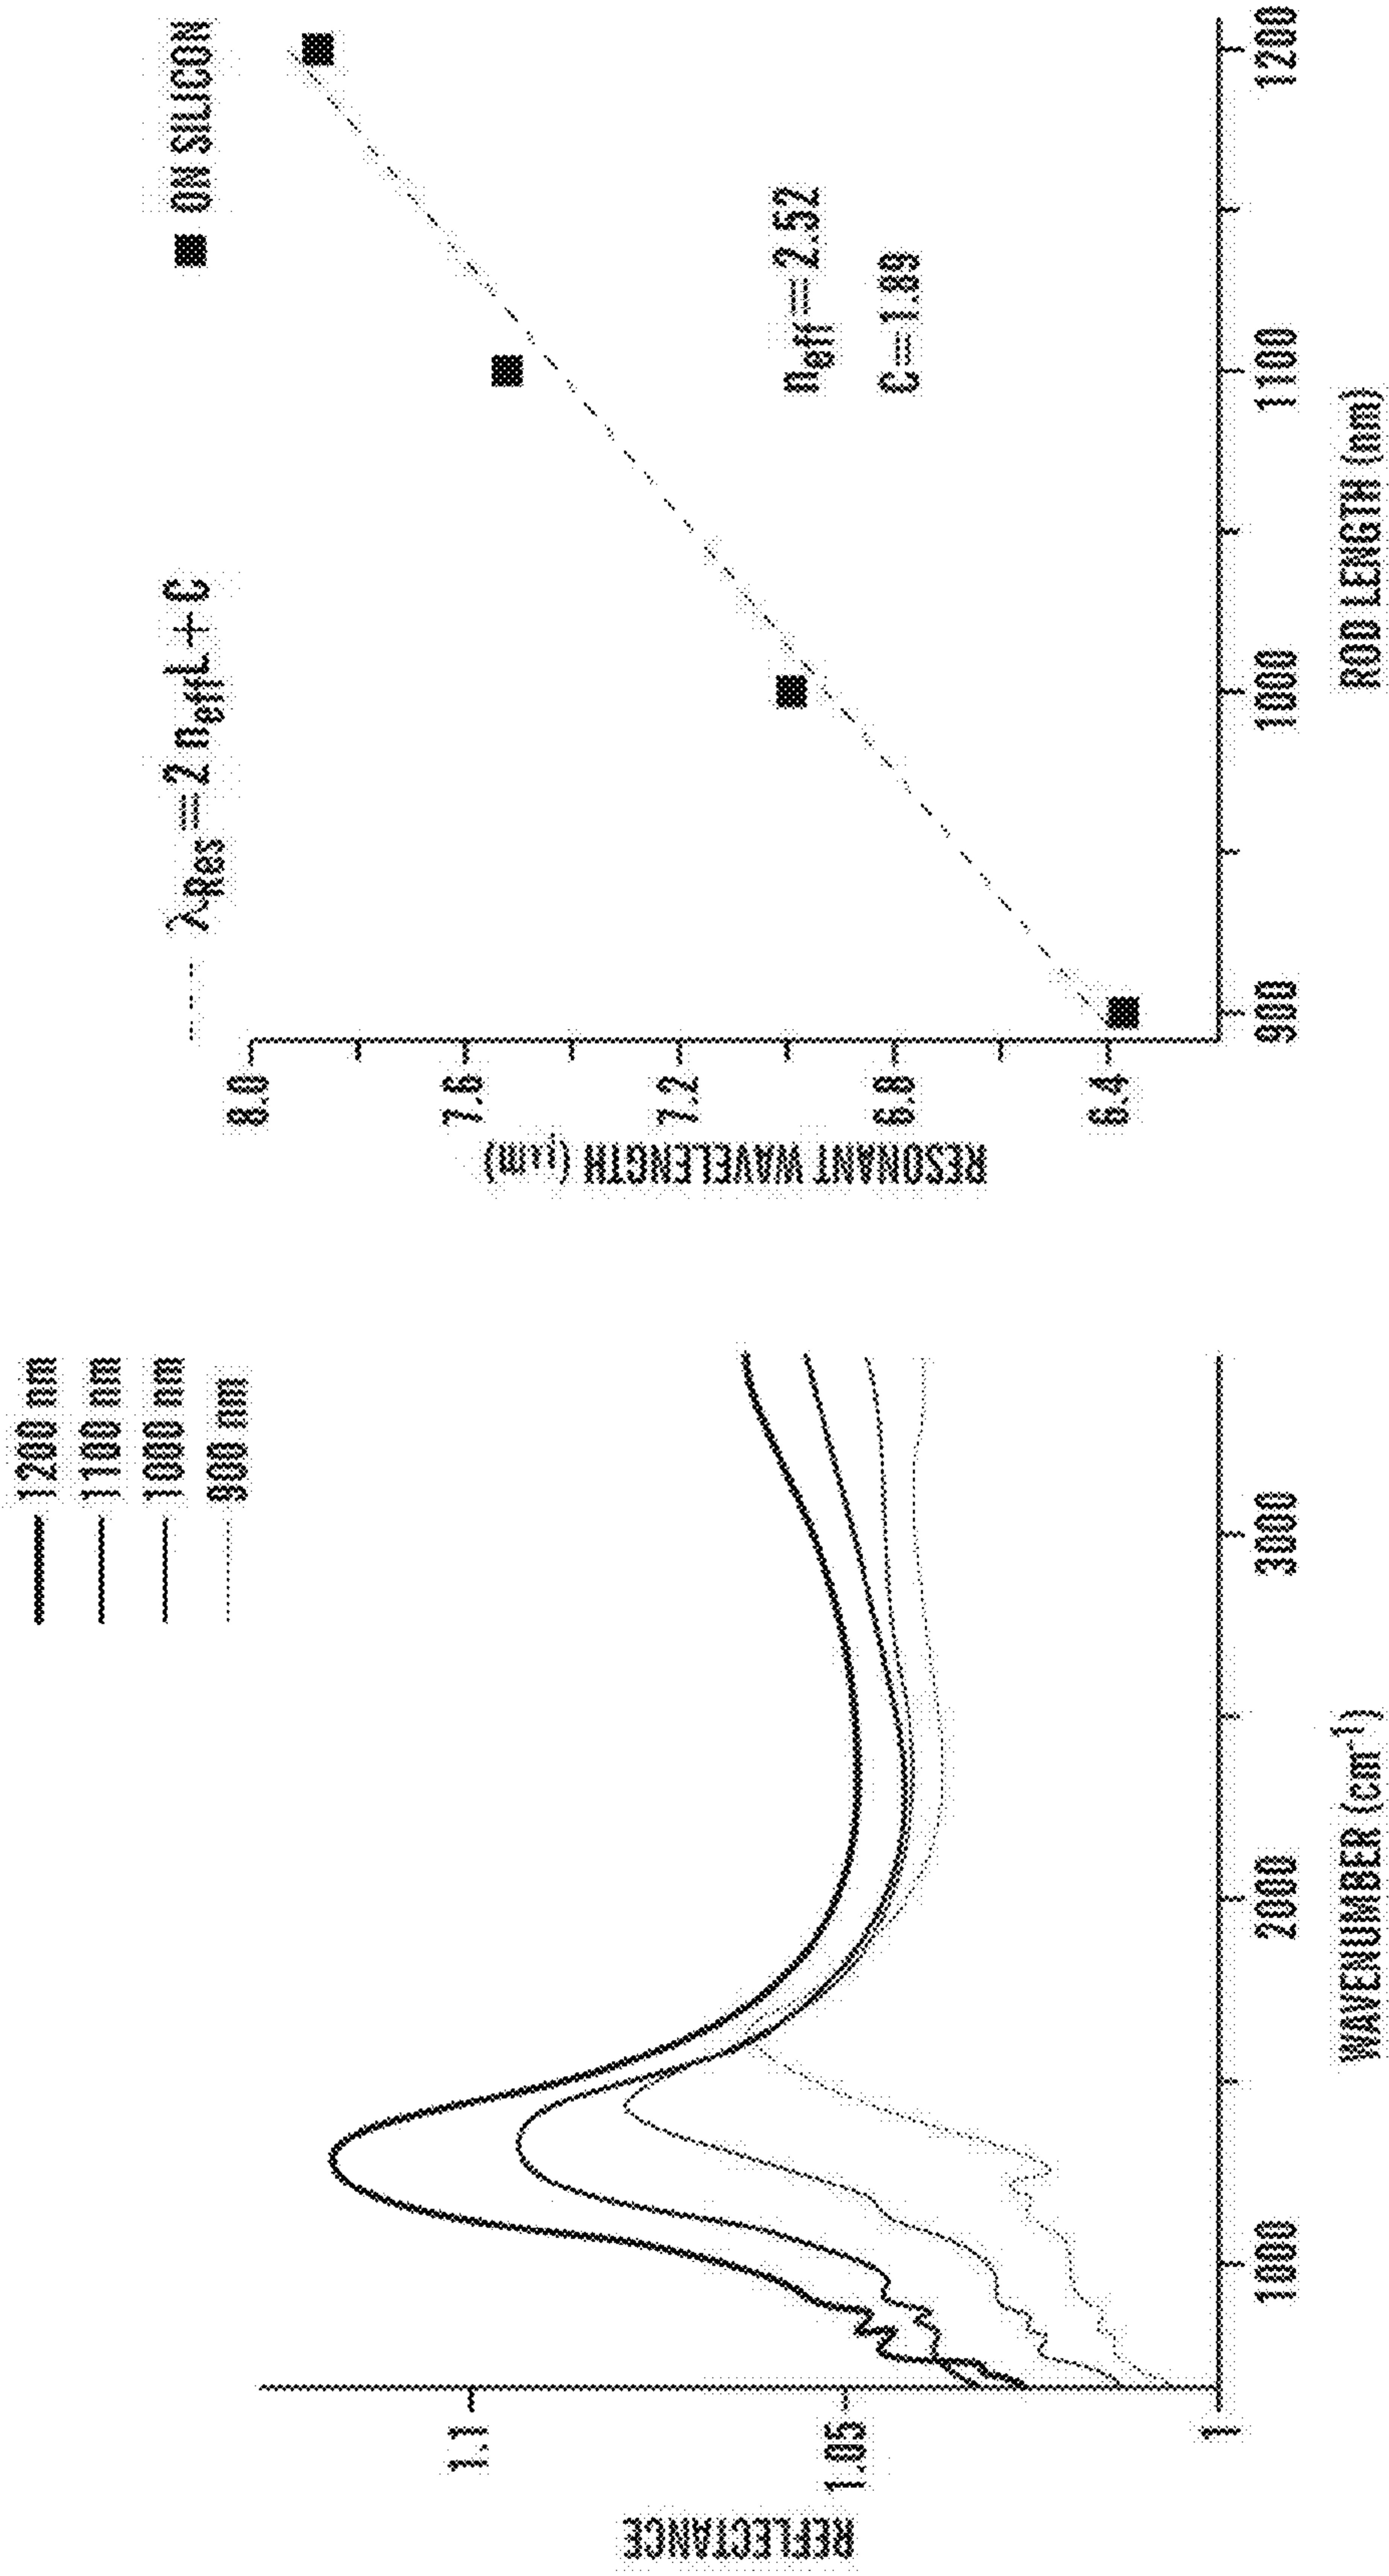 1200 nm
1100 nm
1000 nm
900 nm
REFLECTANCE
1.1
1.05
1
1000
2000
3000
WAVENUMBER (cm⁻¹)
λRes=2 neffL+C
ON SILICON
RESONANT WAVELENGTH (μm)
8.0
7.6
7.2
6.8
6.4
neff=2.52
C=1.89
900
1000
1100
1200
ROD LENGTH (nm)